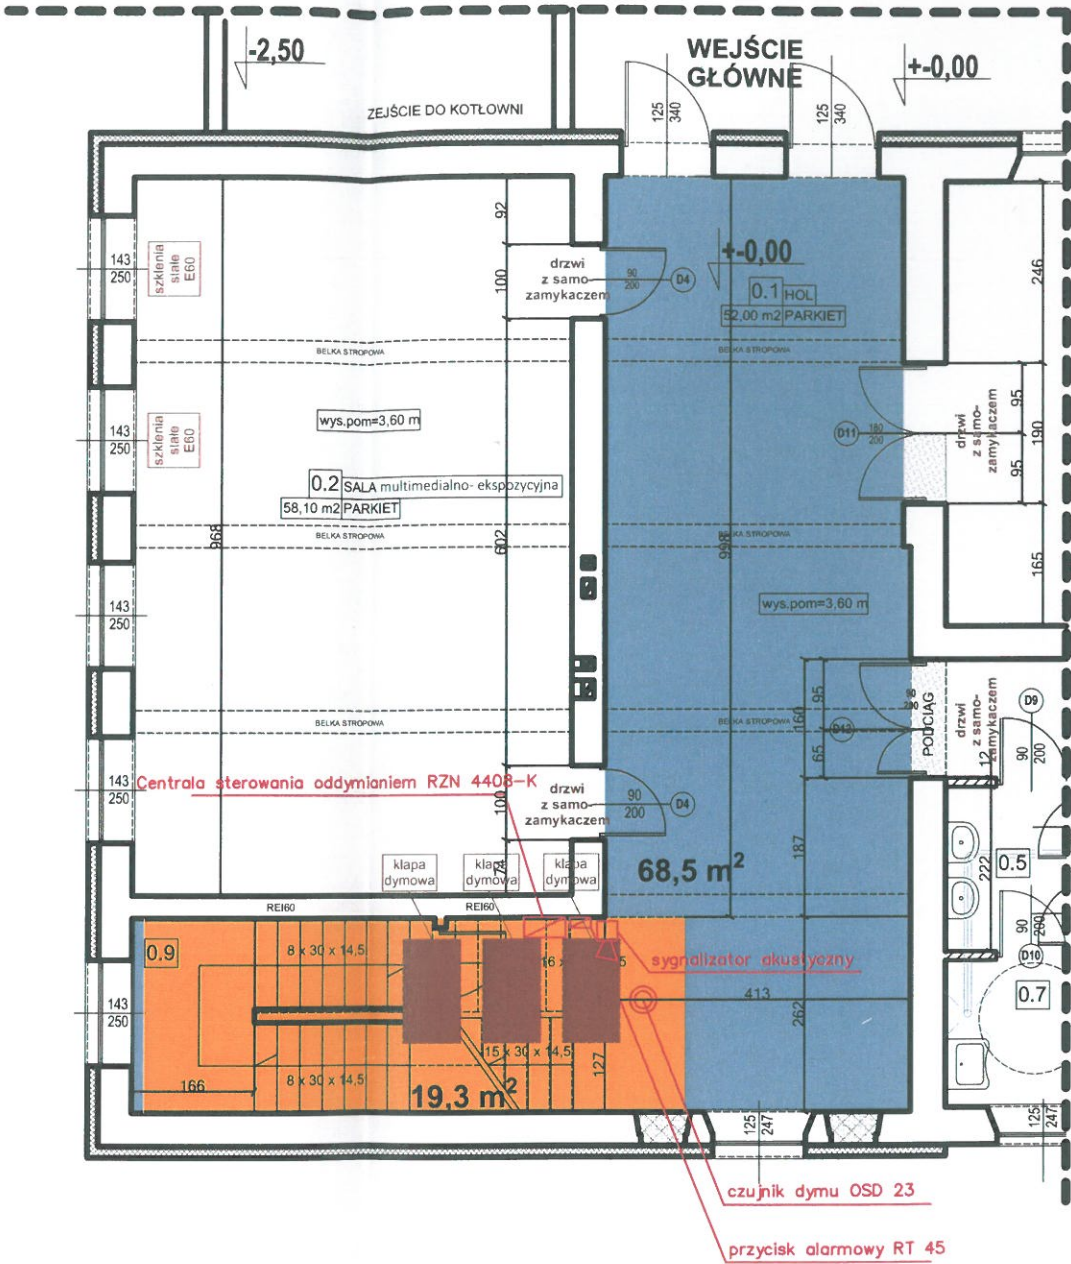 -2,50
WEJŚCIE
GŁÓWNE
+-0,00
ZEJŚCIE DO KOTŁOWNI
125
340
125
340
92
143
250
szklenia
stałe
E60
100
drzwi
z samo-
zamykaczem
90
200
D4
+-0,00
0.1 HOL
52,00 m2 PARKIET
246
BELKA STROPOWA
BELKA STROPOWA
143
250
szklenia
stałe
E60
wys.pom=3,60 m
D11
180
200
drzwi
z samo-
zamykaczem
95
190
95
0.2 SALA multimedialno- ekspozycyjna
58,10 m2 PARKIET
968
602
998
BELKA STROPOWA
BELKA STROPOWA
165
143
250
wys.pom=3,60 m
BELKA STROPOWA
BELKA STROPOWA
95
160
65
D12
90
200
PODCIĄG
drzwi
z samo-
zamykaczem
D9
90
200
12
143
250
Centrala sterowania oddymianiem RZN 4408-K
100
drzwi
z samo-
zamykaczem
90
200
D4
74
klapa
dymowa
klapa
dymowa
klapa
dymowa
68,5 m²
187
222
0.5
REI60
REI60
90
200
D10
0.9
8 x 30 x 14,5
sygnalizator akustyczny
413
262
0.7
143
250
15 x 30 x 14,5
127
166
8 x 30 x 14,5
19,3 m²
125
247
125
247
czujnik dymu OSD 23
przycisk alarmowy RT 45